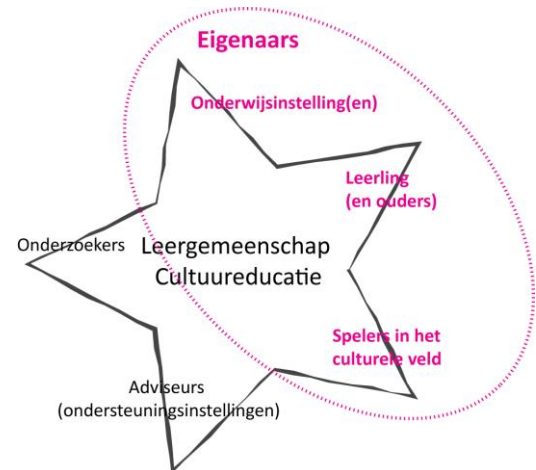 Eigenaars
Onderwijsinstelling(en)
Leerling
(en ouders)
Onderzoekers
Leergemeenschap
Cultuureducatie
Spelers in het
culturele veld
Adviseurs
(ondersteuningsinstellingen)